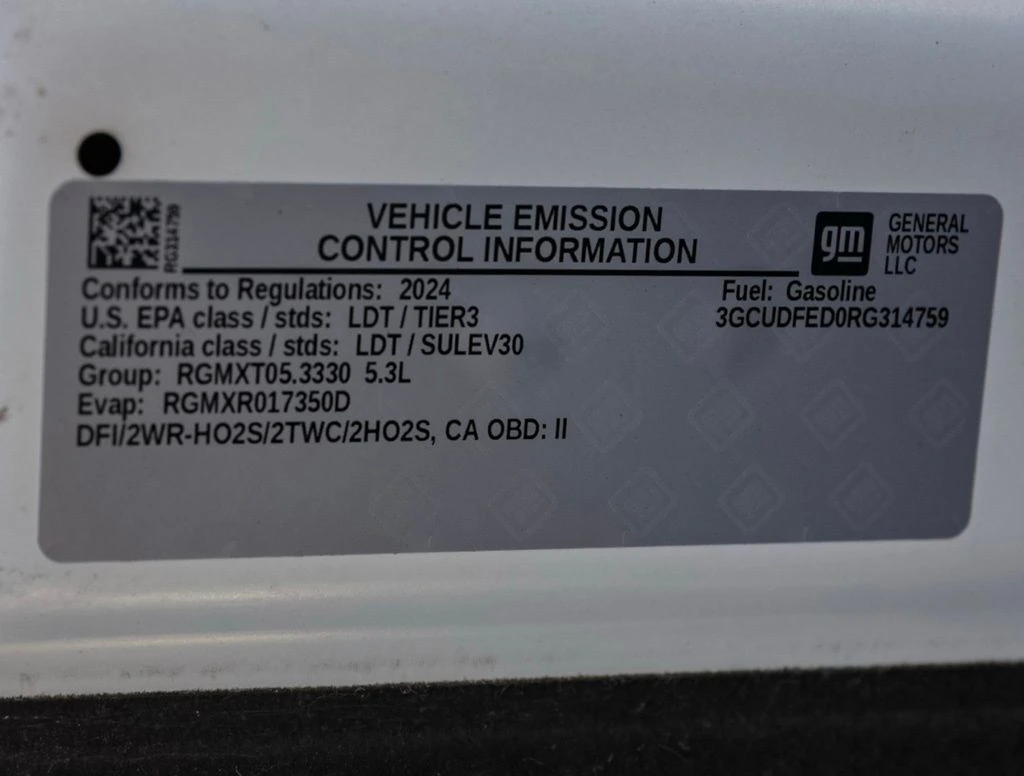 RG314759
VEHICLE EMISSION
CONTROL INFORMATION
gm
GENERAL
MOTORS
LLC
Conforms to Regulations: 2024
Fuel: Gasoline
U.S. EPA class / stds: LDT / TIER3
3GCUDFED0RG314759
California class / stds: LDT / SULEV30
Group: RGMXT05.3330 5.3L
Evap: RGMXR017350D
DFI/2WR-HO2S/2TWC/2HO2S, CA OBD: II